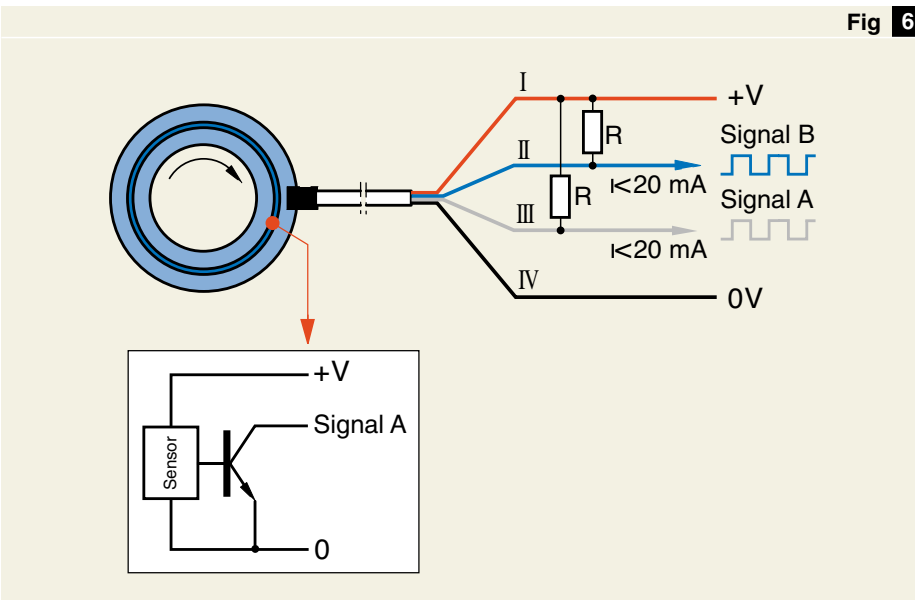 Fig 6
I
+V
R
Signal B
II
I<20 mA
R
Signal A
III
I<20 mA
IV
0V
+V
Signal A
Sensor
0